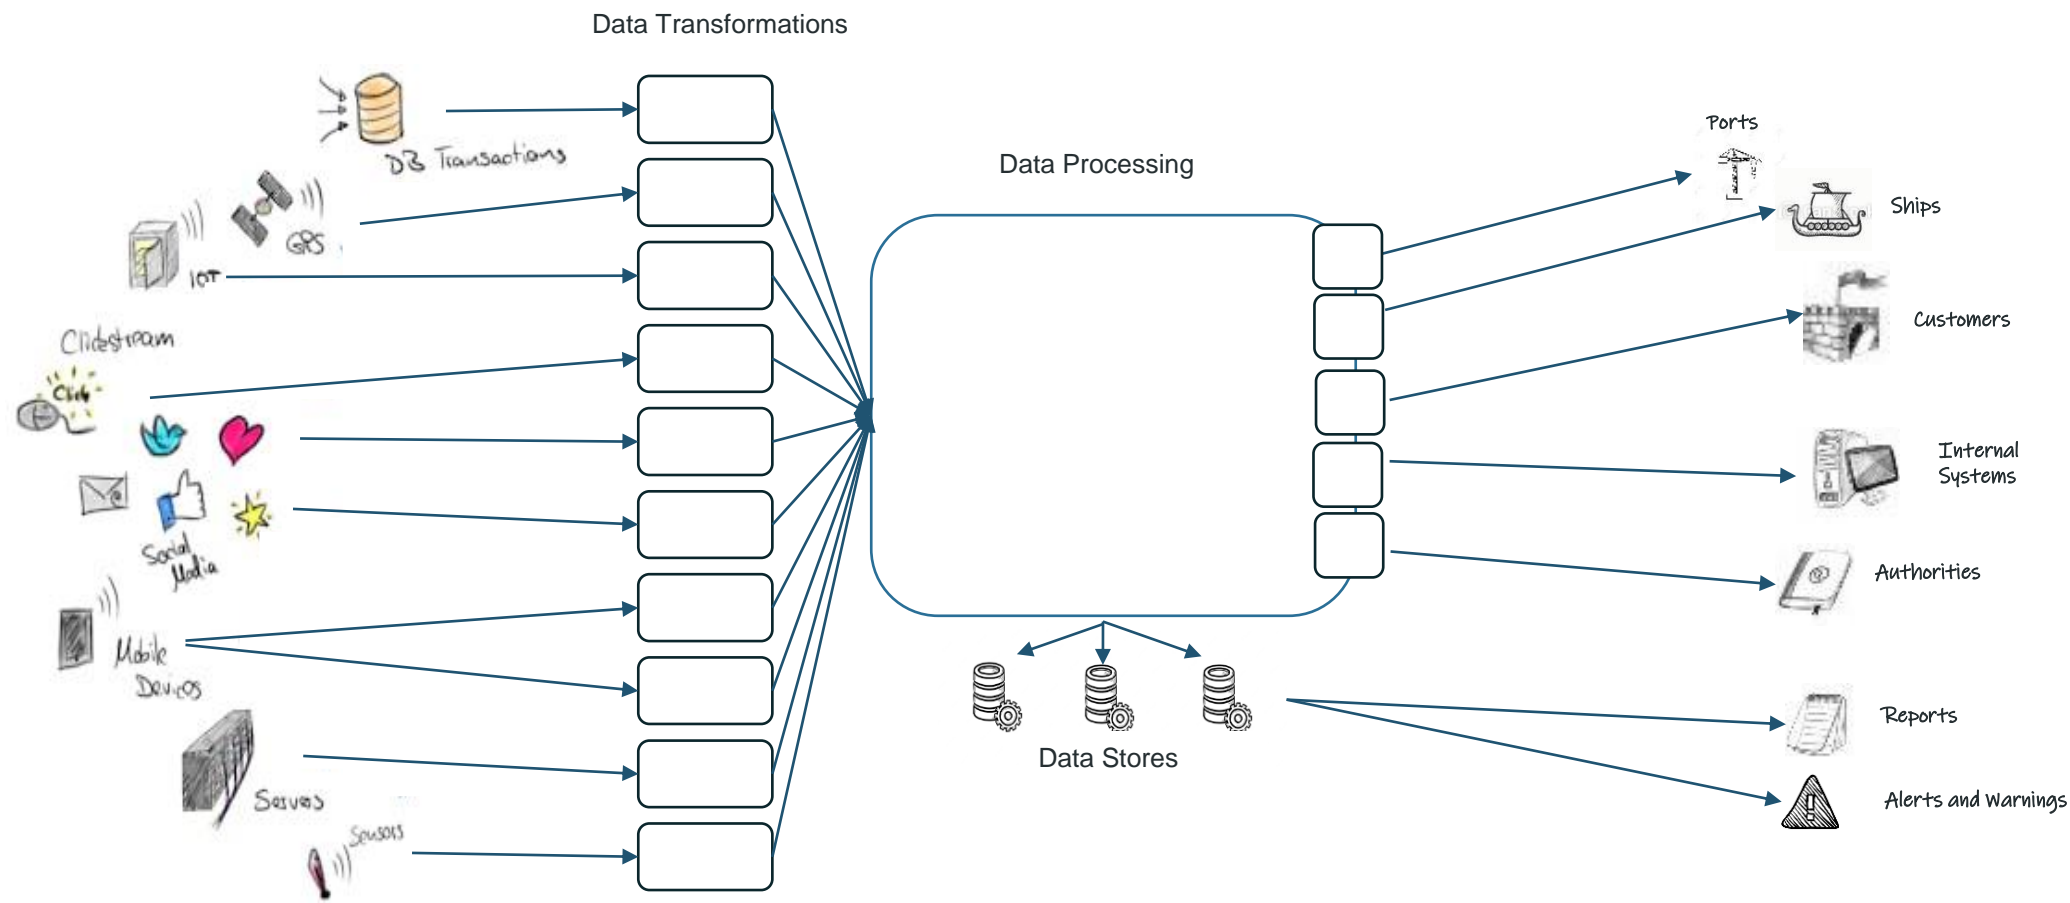 Data Transformations
DB Transactions
Data Processing
Ports
Ships
GPS
IOT
Customers
Clickstream
Click
Internal
Systems
Social
Media
Authorities
Mobile
Devices
Reports
Data Stores
Servers
Alerts and Warnings
Sensors